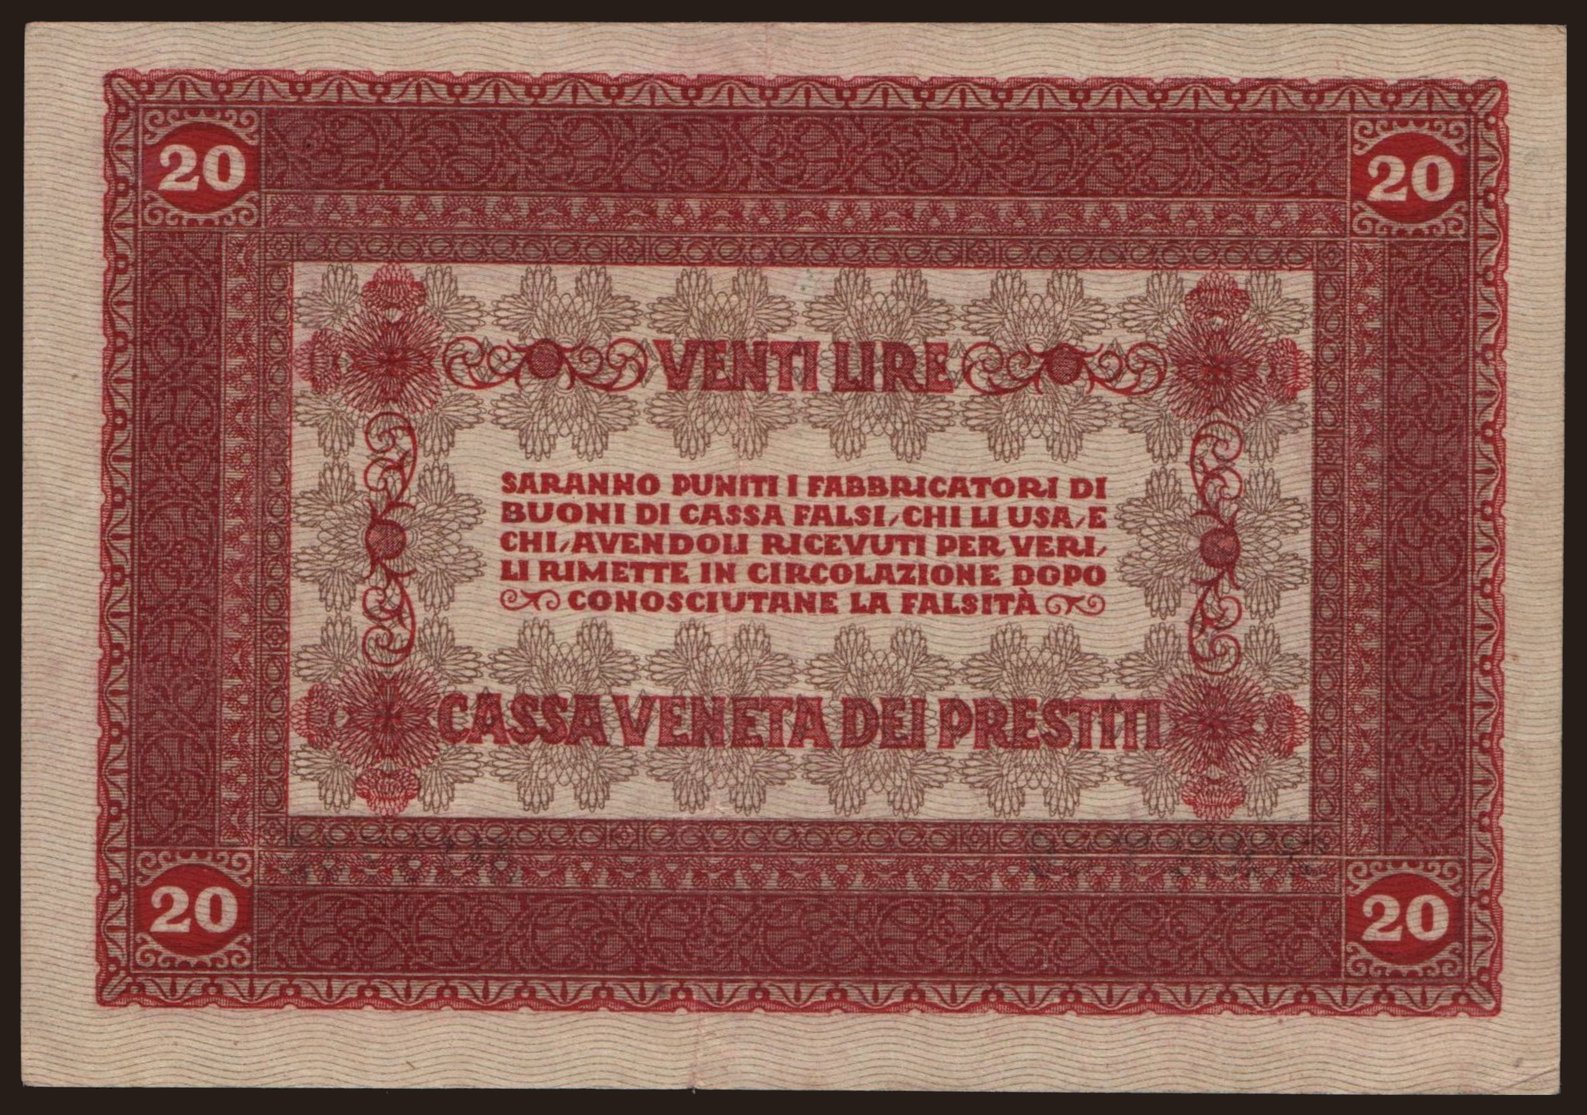 20 20
VENTI LIRE
SARANNO PUNITI I FABBRICATORI DI
BUONI DI CASSA FALSI, CHI LI USA, E
CHI, AVENDOLI RICEVUTI PER VERI,
LI RIMETTE IN CIRCOLAZIONE DOPO
CONOSCIUTANE LA FALSITÀ
CASSA VENETA DEI PRESTITI
20 20